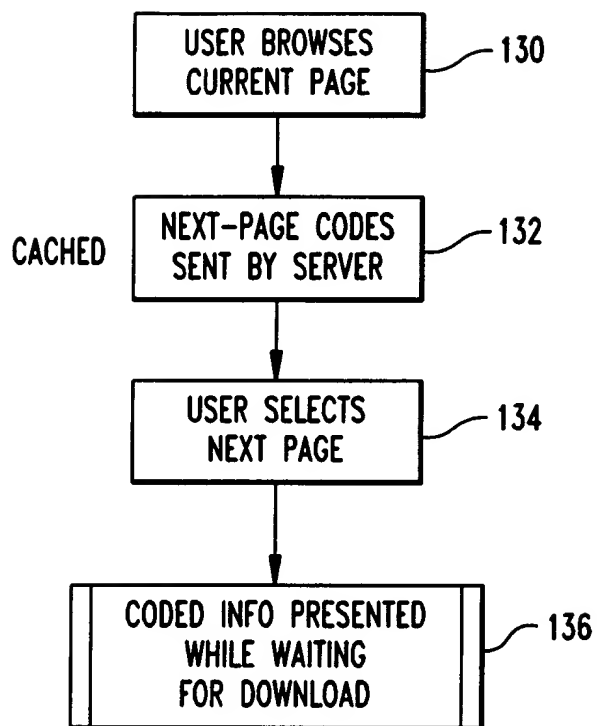 USER BROWSES
CURRENT PAGE
130
CACHED
NEXT-PAGE CODES
SENT BY SERVER
132
USER SELECTS
NEXT PAGE
134
CODED INFO PRESENTED
WHILE WAITING
FOR DOWNLOAD
136